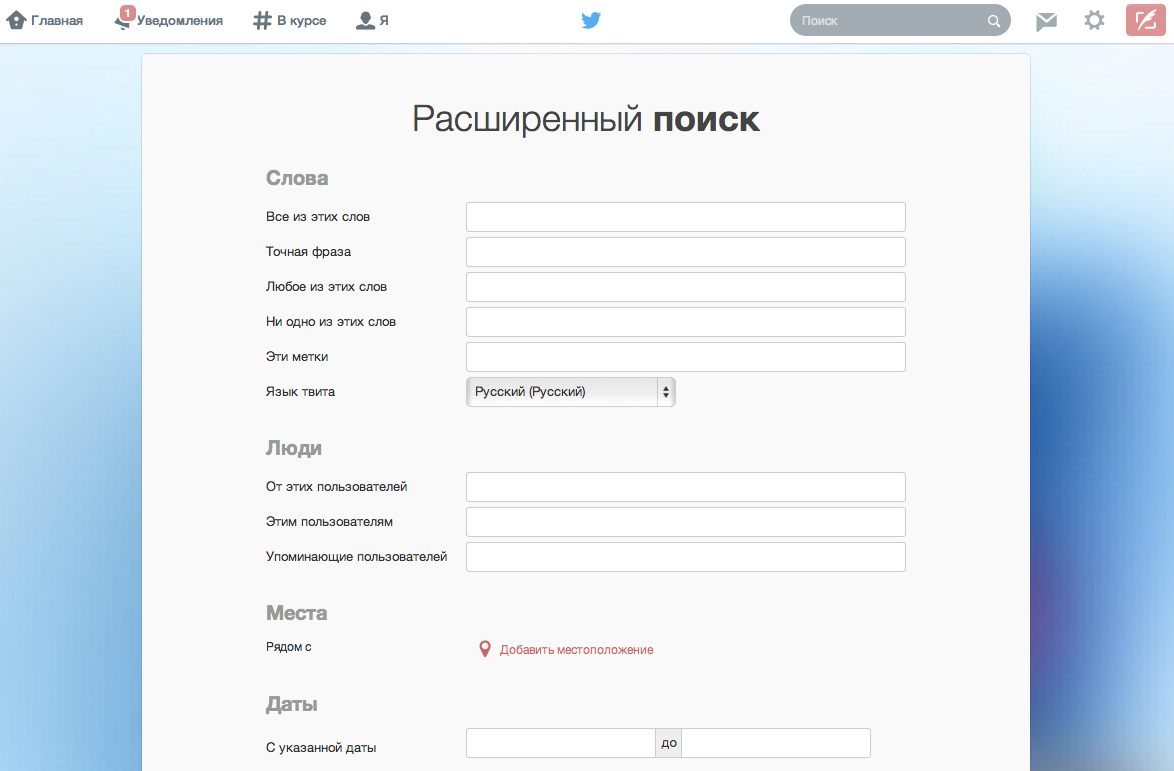 Главная 1 Уведомления В курсе Я Поиск
Расширенный поиск
Слова
Все из этих слов
Точная фраза
Любое из этих слов
Ни одно из этих слов
Эти метки
Язык твита Русский (Русский)
Люди
От этих пользователей
Этим пользователям
Упоминающие пользователей
Места
Рядом с Добавить местоположение
Даты
С указанной даты до